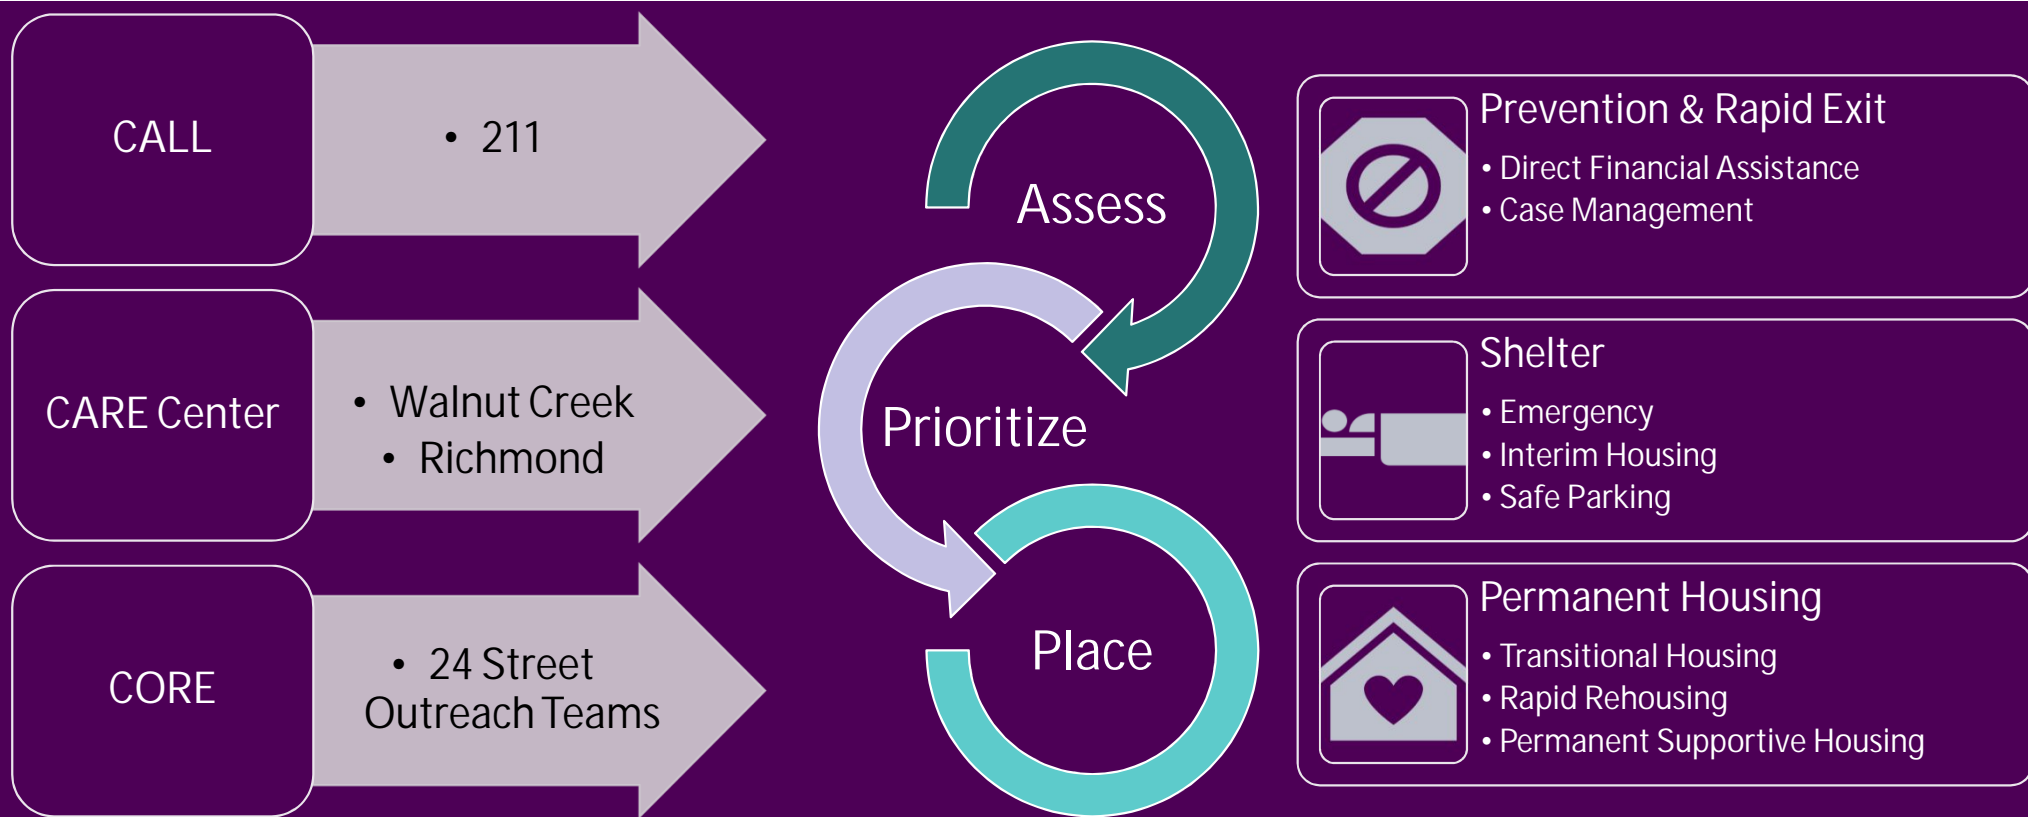 CALL
• 211
CARE Center
• Walnut Creek
• Richmond
CORE
• 24 Street
Outreach Teams
Assess
Prioritize
Place
Prevention & Rapid Exit
• Direct Financial Assistance
• Case Management
Shelter
• Emergency
• Interim Housing
• Safe Parking
Permanent Housing
• Transitional Housing
• Rapid Rehousing
• Permanent Supportive Housing